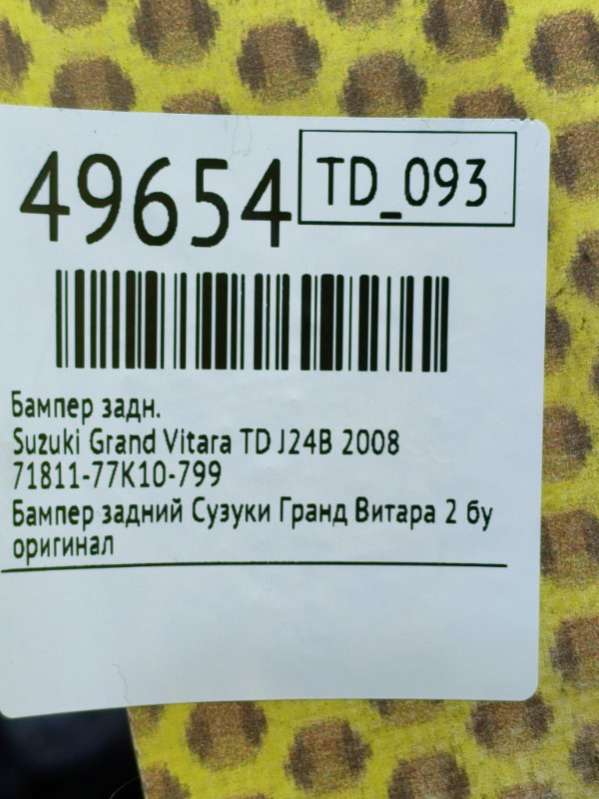 49654
TD_093
Бампер задн.
Suzuki Grand Vitara TD J24B 2008
71811-77K10-799
Бампер задний Сузуки Гранд Витара 2 бу
оригинал